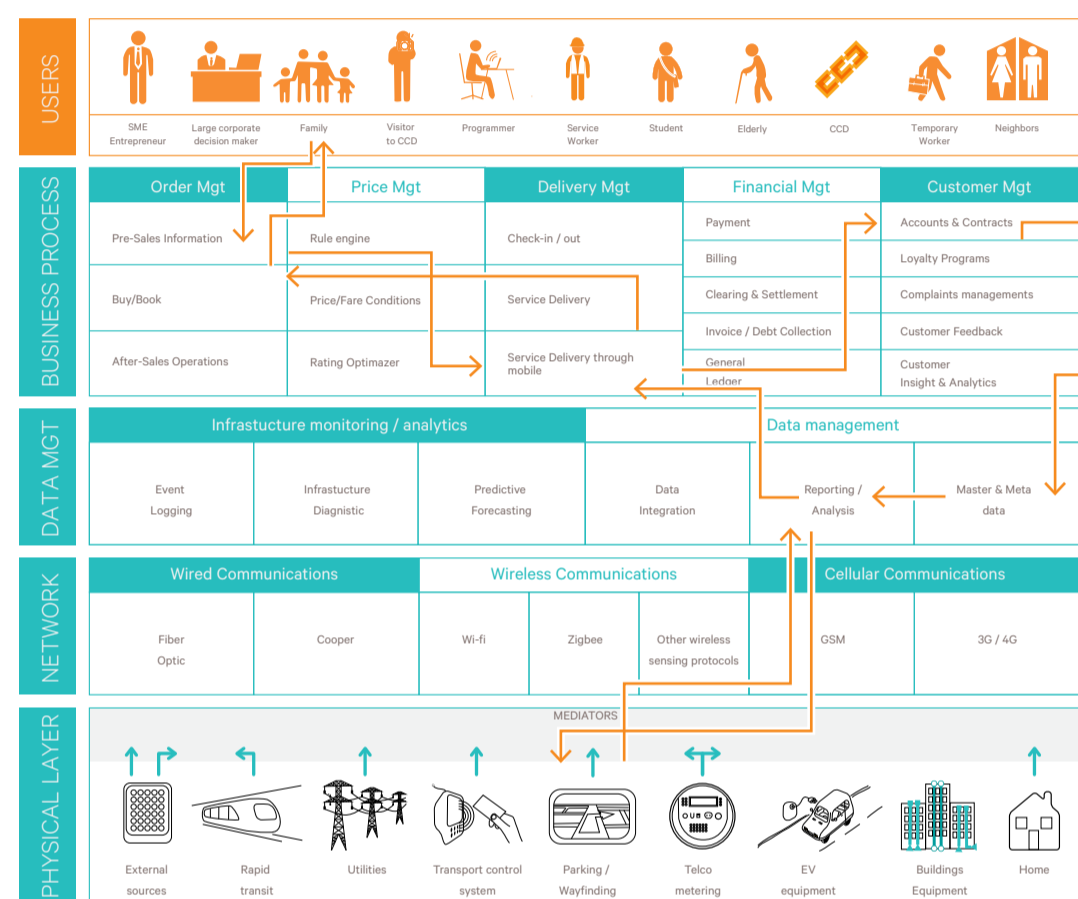 USERS
SME
Entrepreneur
Large corporate
decision maker
Family
Visitor
to CCD
Programmer
Service
Worker
Student
Elderly
CCD
Temporary
Worker
Neighbors
BUSINESS PROCESS
Order Mgt
Price Mgt
Delivery Mgt
Financial Mgt
Customer Mgt
Pre-Sales Information
Buy/Book
After-Sales Operations
Rule engine
Price/Fare Conditions
Rating Optimazer
Check-in / out
Service Delivery
Service Delivery through
mobile
Payment
Billing
Clearing & Settlement
Invoice / Debt Collection
General
Ledger
Accounts & Contracts
Loyalty Programs
Complaints managements
Customer Feedback
Customer
Insight & Analytics
DATA MGT
Infrastucture monitoring / analytics
Data management
Event
Logging
Infrastucture
Diagnistic
Predictive
Forecasting
Data
Integration
Reporting /
Analysis
Master & Meta
data
NETWORK
Wired Communications
Wireless Communications
Cellular Communications
Fiber
Optic
Cooper
Wi-fi
Zigbee
Other wireless
sensing protocols
GSM
3G / 4G
PHYSICAL LAYER
MEDIATORS
External
sources
Rapid
transit
Utilities
Transport control
system
Parking /
Wayfinding
Telco
metering
EV
equipment
Buildings
Equipment
Home